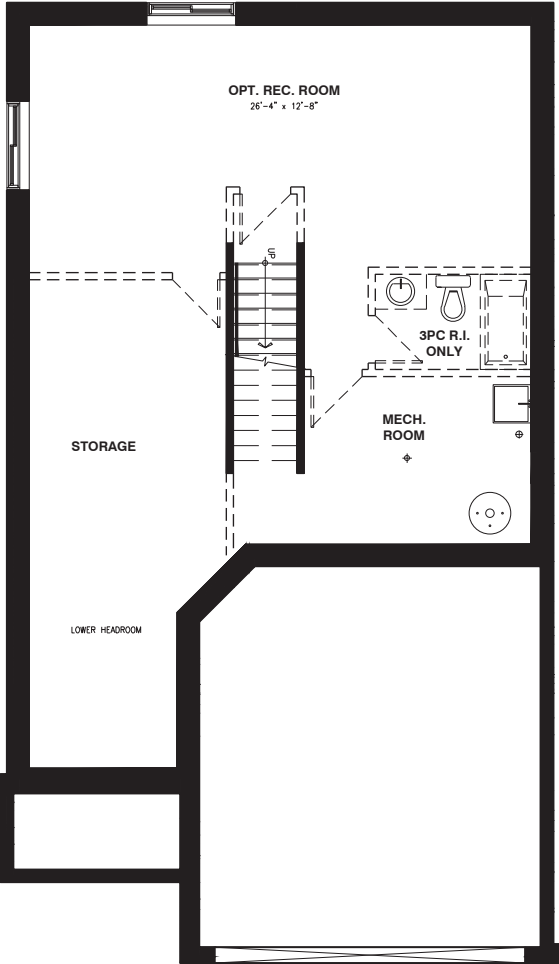 OPT. REC. ROOM
26'-4" x 12'-8"
UP
3PC R.I.
ONLY
MECH.
ROOM
STORAGE
LOWER HEADROOM